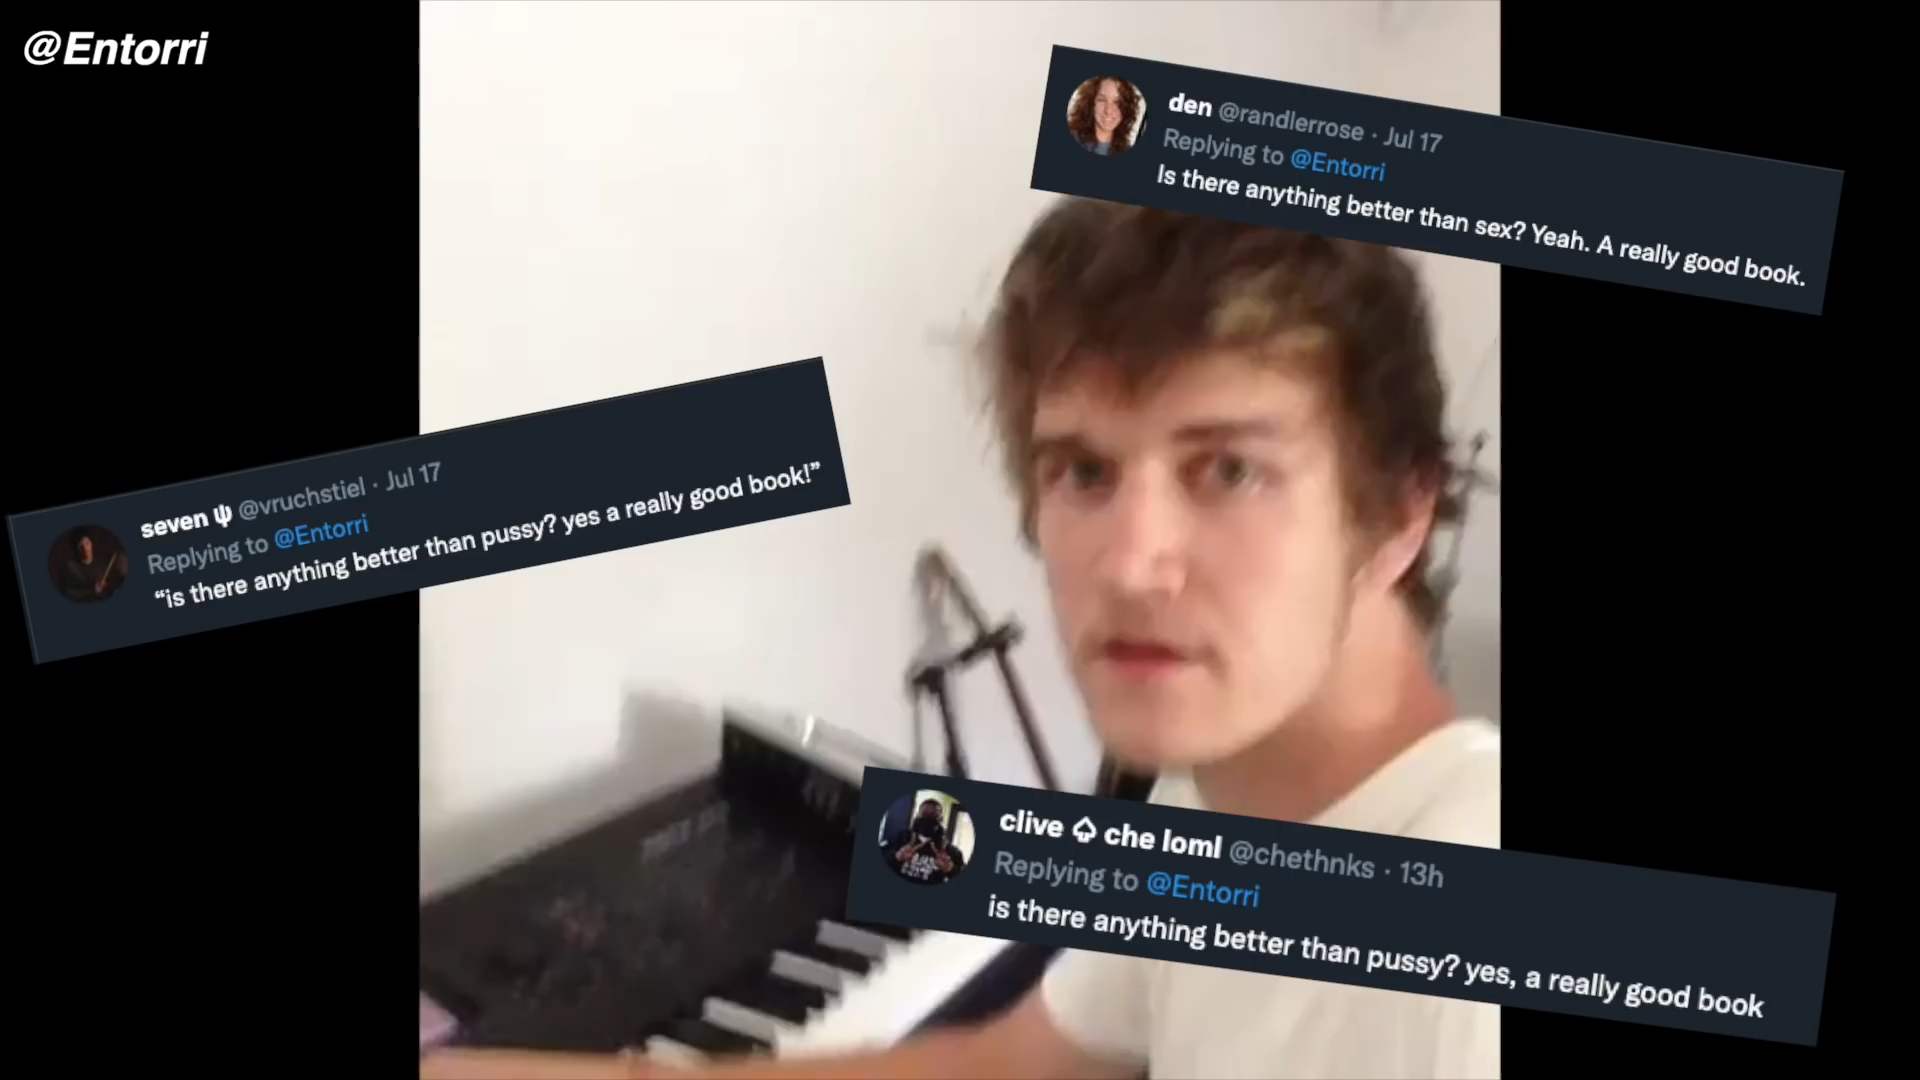 @Entorri
den @randlerrose · Jul 17
Replying to @Entorri
Is there anything better than sex? Yeah. A really good book.
seven ψ @vruchstiel · Jul 17
Replying to @Entorri
“is there anything better than pussy? yes a really good book!”
clive ♤ che loml @chethnks · 13h
Replying to @Entorri
is there anything better than pussy? yes, a really good book